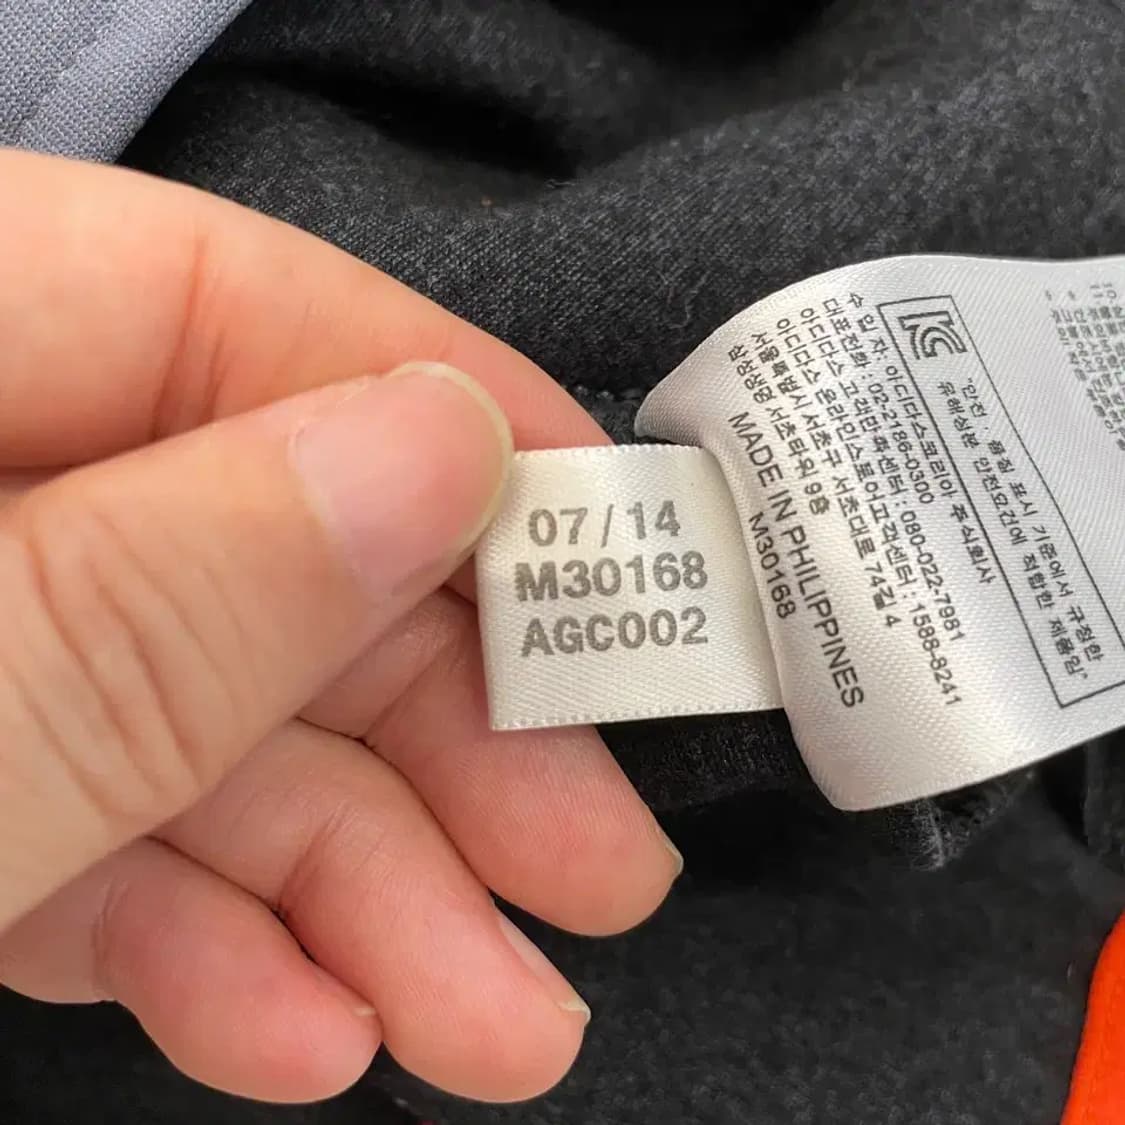 07/14
M30168
AGC002
"안전 : 품질 표시 기준에서 규정한
유해성분 안전요건에 적합한 제품임"
수 입 자 : 아디다스코리아 주식회사
대표전화 : 02-2186-0300
아디다스 고객만족센터 : 080-022-7981
아디다스 온라인스토어고객센터 : 1588-8241
서울특별시 서초구 서초대로 74길 4
삼성생명 서초타워 9층
MADE IN PHILIPPINES
M30168